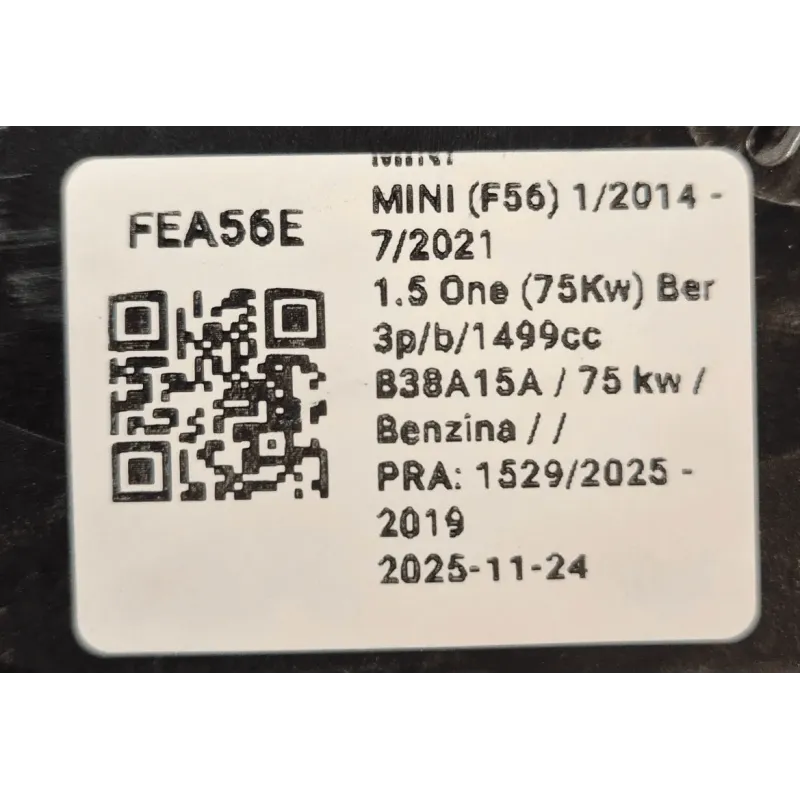 FEA56E
MINI (F56) 1/2014 -
7/2021
1.5 One (75Kw) Ber
3p/b/1499cc
B38A15A / 75 kw /
Benzina / /
PRA: 1529/2025 -
2019
2025-11-24